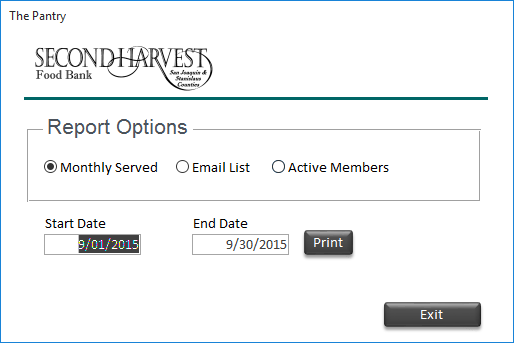 The Pantry
SECOND HARVEST
Food Bank
San Joaquin &
Stanislaus
Counties
Report Options
Monthly Served Email List Active Members
Start Date End Date
9/01/2015 9/30/2015 Print
Exit